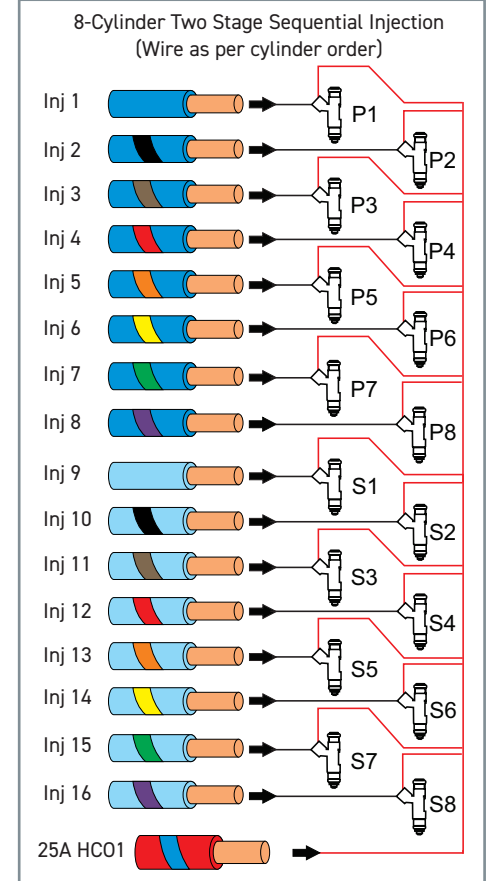 8-Cylinder Two Stage Sequential Injection
(Wire as per cylinder order)
Inj 1
P1
Inj 2
P2
Inj 3
P3
Inj 4
P4
Inj 5
P5
Inj 6
P6
Inj 7
P7
Inj 8
P8
Inj 9
S1
Inj 10
S2
Inj 11
S3
Inj 12
S4
Inj 13
S5
Inj 14
S6
Inj 15
S7
Inj 16
S8
25A HCO1